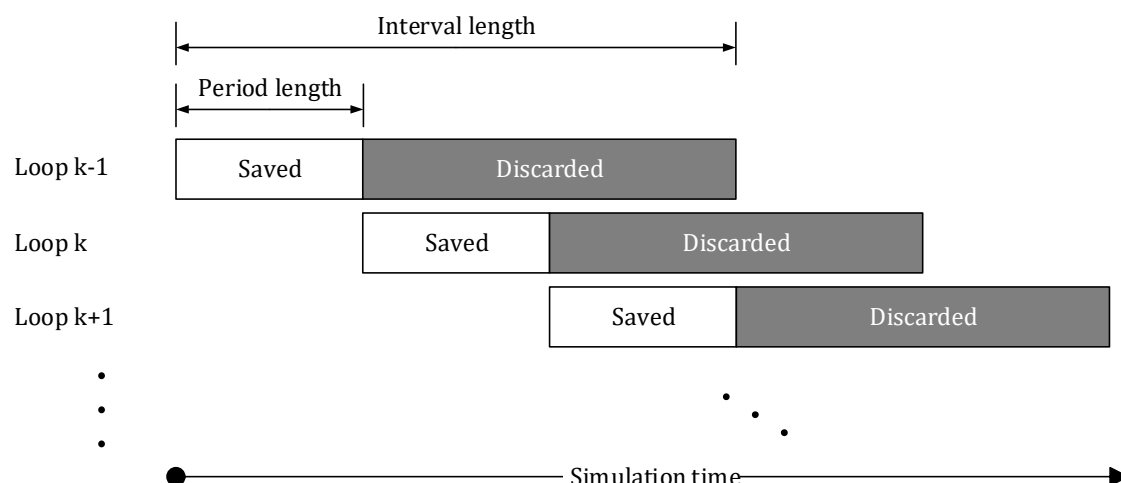 Interval length
Period length
Loop k-1
Saved
Discarded
Loop k
Saved
Discarded
Loop k+1
Saved
Discarded
Simulation time